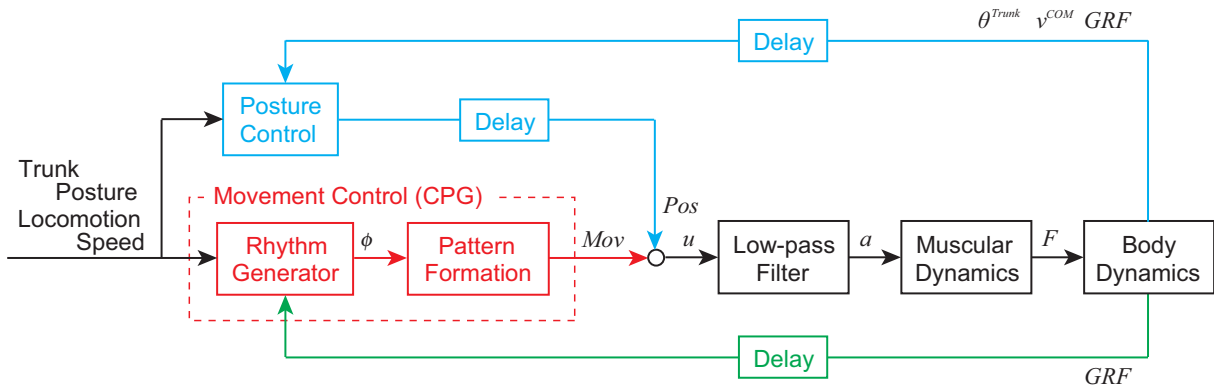 θ^Trunk v^COM GRF
Delay
Posture
Control
Delay
Trunk
Posture
Locomotion
Speed
Movement Control (CPG)
Pos
Rhythm
Generator
ϕ
Pattern
Formation
Mov
u
Low-pass
Filter
a
Muscular
Dynamics
F
Body
Dynamics
Delay
GRF